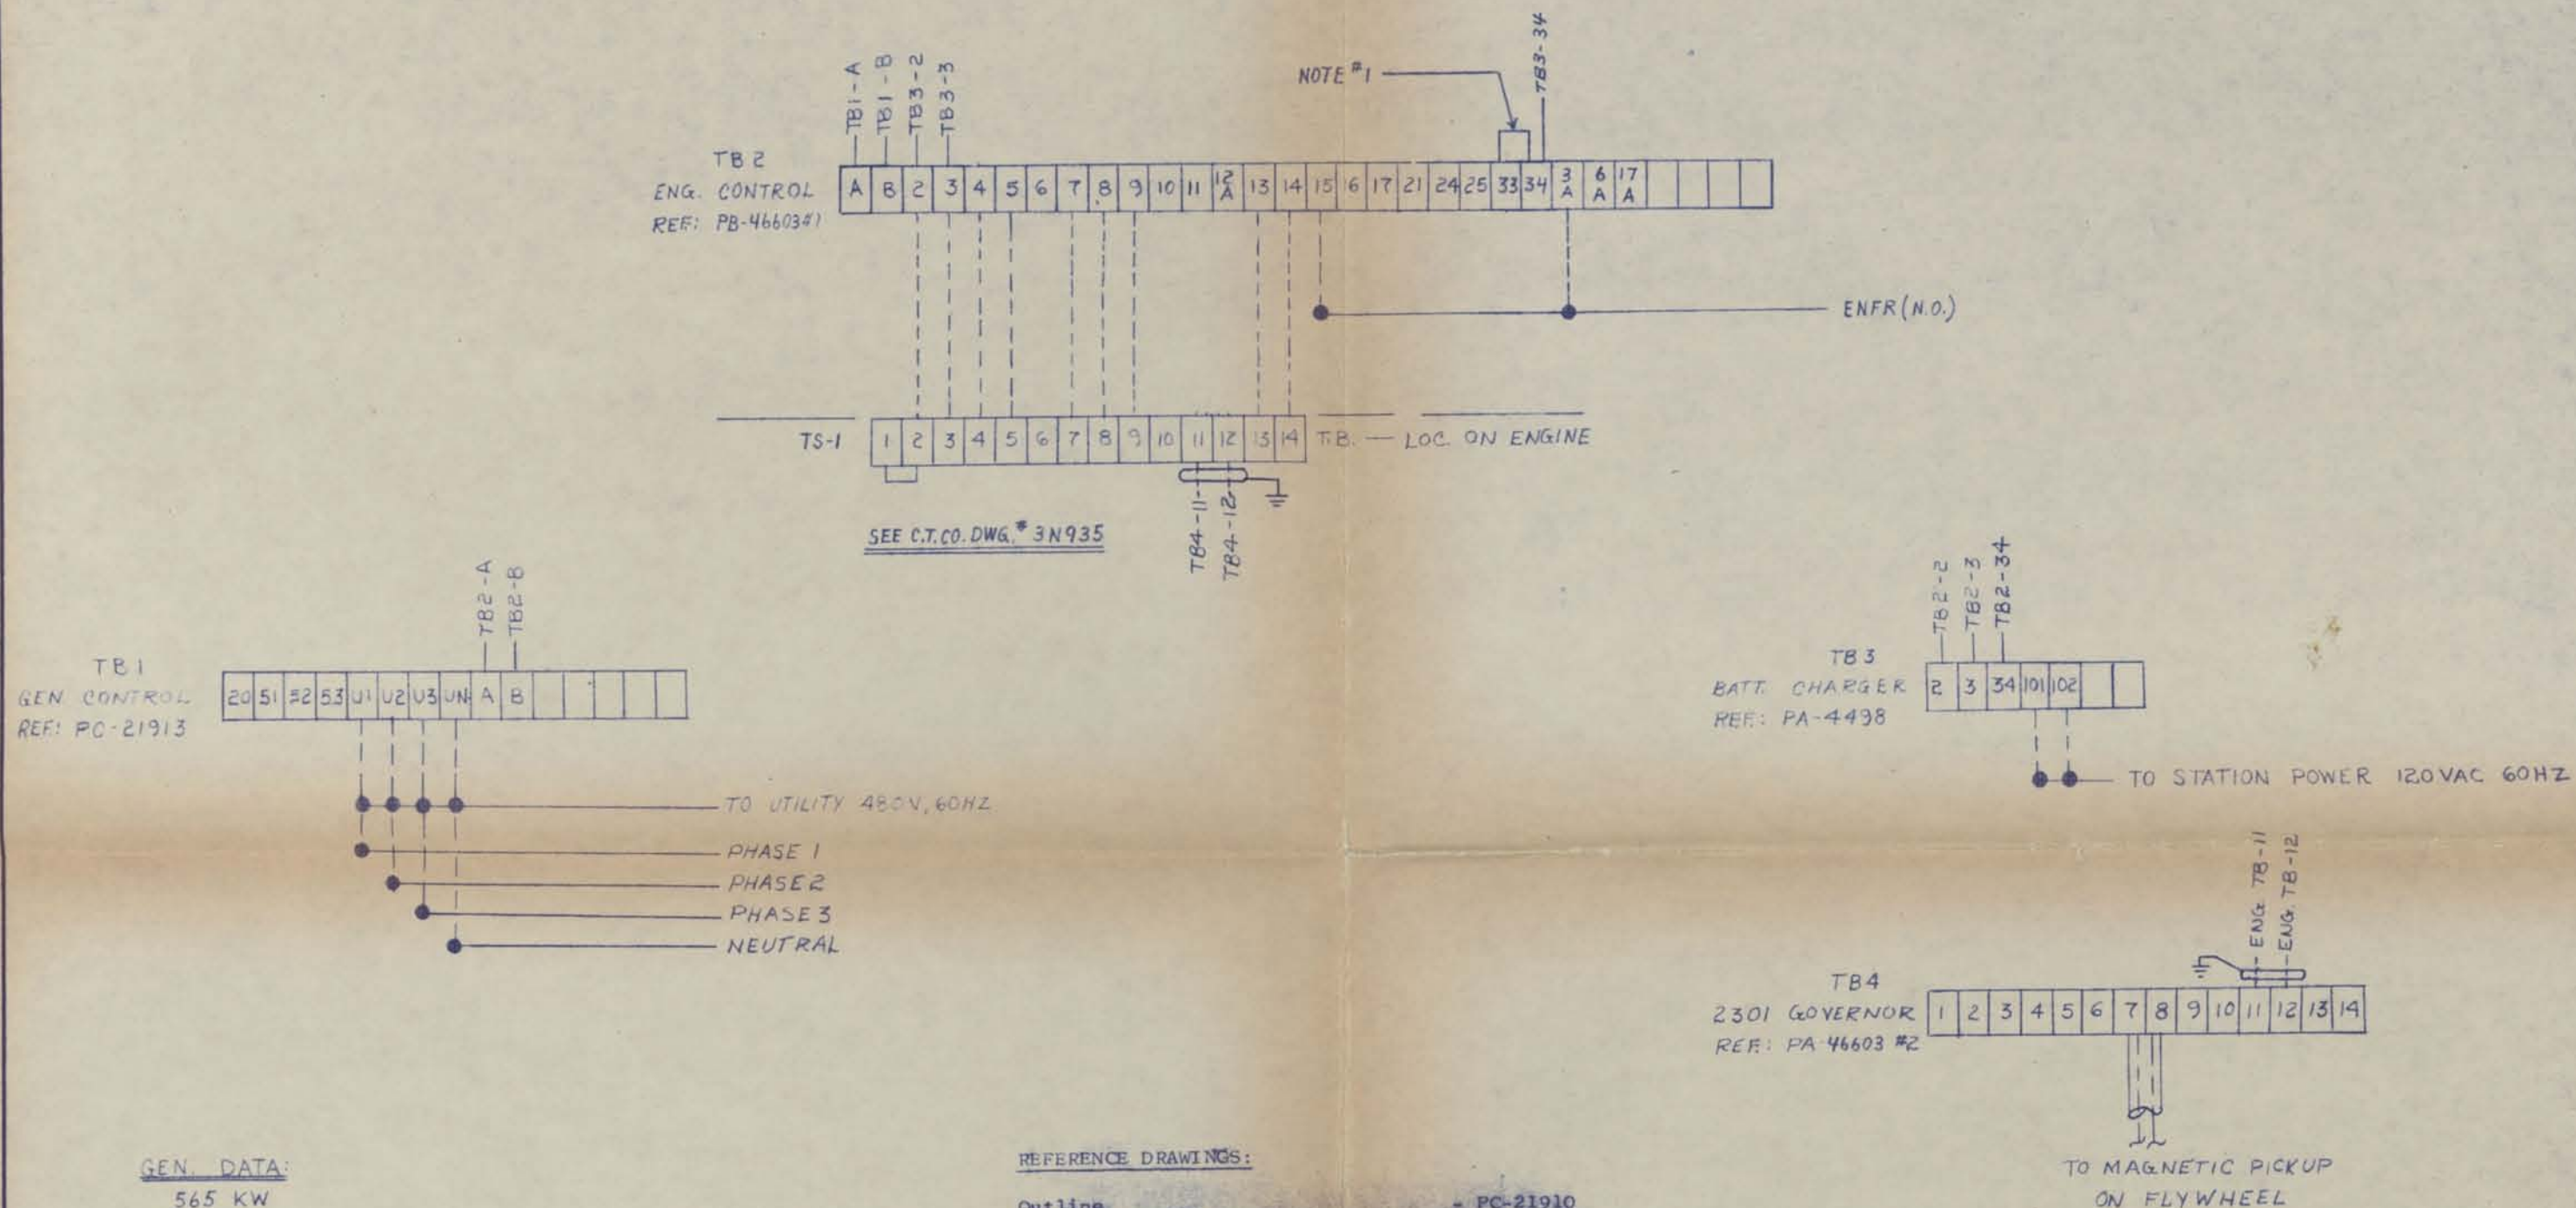 TB1-A
TB1-B
TB3-2
TB3-3
NOTE #1
TB3-34
TB2
ENG. CONTROL
REF: PB-46603#1
A B 2 3 4 5 6 7 8 9 10 11 12A 13 14 15 16 17 21 24 25 33 34 3A 6A 17A
ENFR (N.O.)
TS-1 1 2 3 4 5 6 7 8 9 10 11 12 13 14 T.B. — LOC. ON ENGINE
TB4-11
TB4-12
SEE C.T.CO. DWG.# 3N935
TB2-A
TB2-B
TB1
GEN CONTROL
REF: PC-21913
20 51 52 53 U1 U2 U3 UN A B
TO UTILITY 480V, 60HZ
PHASE 1
PHASE 2
PHASE 3
NEUTRAL
TB2-2
TB2-3
TB2-34
TB3
BATT. CHARGER
REF.: PA-4498
2 3 34 101 102
TO STATION POWER 120VAC 60HZ
ENG TB-11
ENG. TB-12
TB4
2301 GOVERNOR
REF.: PA 46603 #2
1 2 3 4 5 6 7 8 9 10 11 12 13 14
TO MAGNETIC PICKUP
ON FLYWHEEL
GEN. DATA:
565 KW
REFERENCE DRAWINGS:
Outline - PC-21910